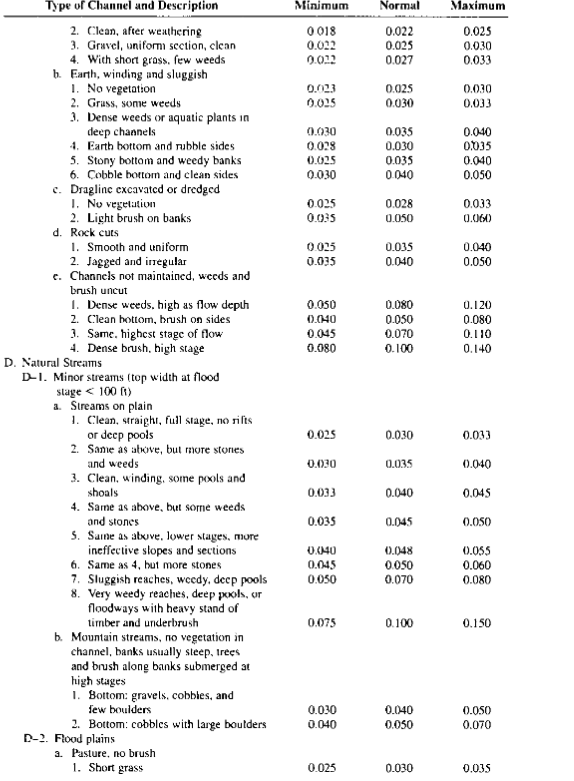 Type of Channel and Description Minimum Normal Maximum
2. Clean, after weathering 0.018 0.022 0.025
3. Gravel, uniform section, clean 0.022 0.025 0.030
4. With short grass, few weeds 0.022 0.027 0.033
b. Earth, winding and sluggish
1. No vegetation 0.023 0.025 0.030
2. Grass, some weeds 0.025 0.030 0.033
3. Dense weeds or aquatic plants in
deep channels 0.030 0.035 0.040
4. Earth bottom and rubble sides 0.028 0.030 0.035
5. Stony bottom and weedy banks 0.025 0.035 0.040
6. Cobble bottom and clean sides 0.030 0.040 0.050
c. Dragline excavated or dredged
1. No vegetation 0.025 0.028 0.033
2. Light brush on banks 0.035 0.050 0.060
d. Rock cuts
1. Smooth and uniform 0.025 0.035 0.040
2. Jagged and irregular 0.035 0.040 0.050
e. Channels not maintained, weeds and
brush uncut
1. Dense weeds, high as flow depth 0.050 0.080 0.120
2. Clean bottom, brush on sides 0.040 0.050 0.080
3. Same, highest stage of flow 0.045 0.070 0.110
4. Dense brush, high stage 0.080 0.100 0.140
D. Natural Streams
D-1. Minor streams (top width at flood
stage < 100 ft)
a. Streams on plain
1. Clean, straight, full stage, no rifts
or deep pools 0.025 0.030 0.033
2. Same as above, but more stones
and weeds 0.030 0.035 0.040
3. Clean, winding, some pools and
shoals 0.033 0.040 0.045
4. Same as above, but some weeds
and stones 0.035 0.045 0.050
5. Same as above, lower stages, more
ineffective slopes and sections 0.040 0.048 0.055
6. Same as 4, but more stones 0.045 0.050 0.060
7. Sluggish reaches, weedy, deep pools 0.050 0.070 0.080
8. Very weedy reaches, deep pools, or
floodways with heavy stand of
timber and underbrush 0.075 0.100 0.150
b. Mountain streams, no vegetation in
channel, banks usually steep, trees
and brush along banks submerged at
high stages
1. Bottom: gravels, cobbles, and
few boulders 0.030 0.040 0.050
2. Bottom: cobbles with large boulders 0.040 0.050 0.070
D-2. Flood plains
a. Pasture, no brush
1. Short grass 0.025 0.030 0.035